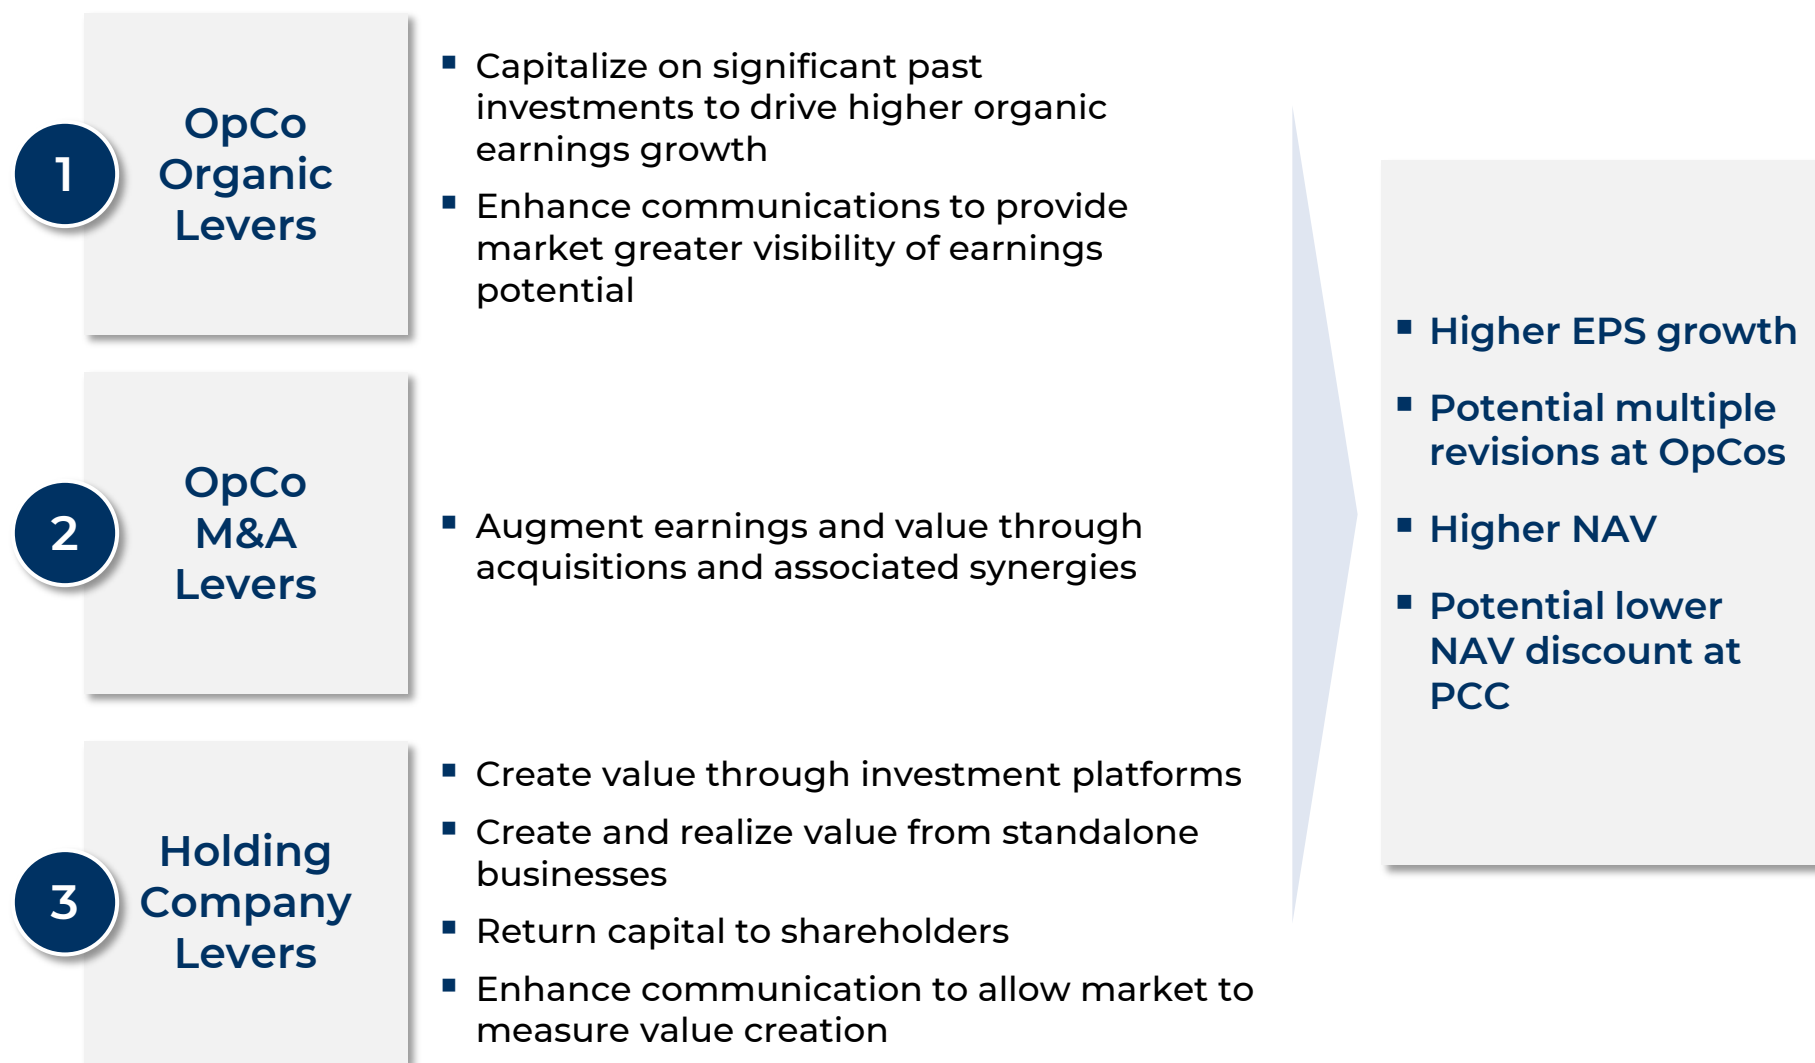 1
OpCo
Organic
Levers
▪ Capitalize on significant past
investments to drive higher organic
earnings growth
▪ Enhance communications to provide
market greater visibility of earnings
potential
2
OpCo
M&A
Levers
▪ Augment earnings and value through
acquisitions and associated synergies
3
Holding
Company
Levers
▪ Create value through investment platforms
▪ Create and realize value from standalone
businesses
▪ Return capital to shareholders
▪ Enhance communication to allow market to
measure value creation
▪ Higher EPS growth
▪ Potential multiple
revisions at OpCos
▪ Higher NAV
▪ Potential lower
NAV discount at
PCC